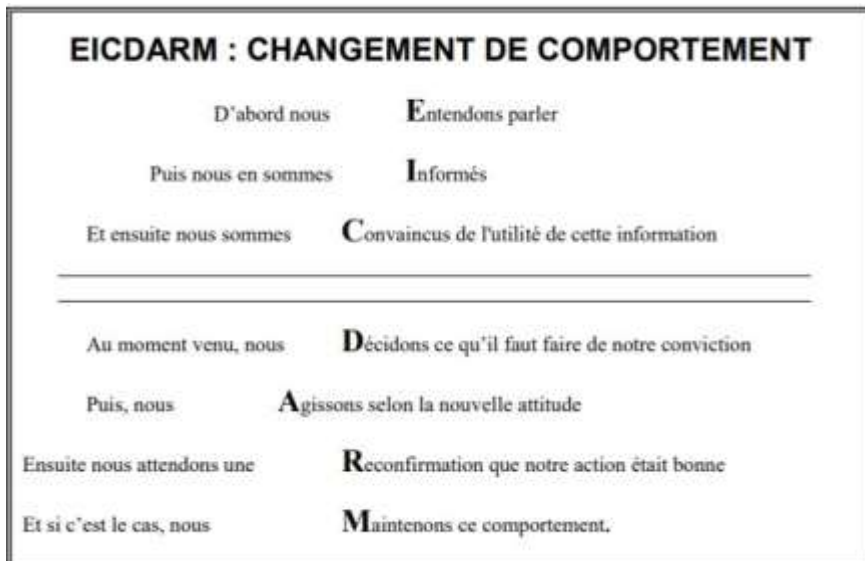 EICDARM : CHANGEMENT DE COMPORTEMENT
D'abord nous Entendons parler
Puis nous en sommes Informés
Et ensuite nous sommes Convaincus de l'utilité de cette information
Au moment venu, nous Décidons ce qu'il faut faire de notre conviction
Puis, nous Agissons selon la nouvelle attitude
Ensuite nous attendons une Reconfirmation que notre action était bonne
Et si c'est le cas, nous Maintenons ce comportement.